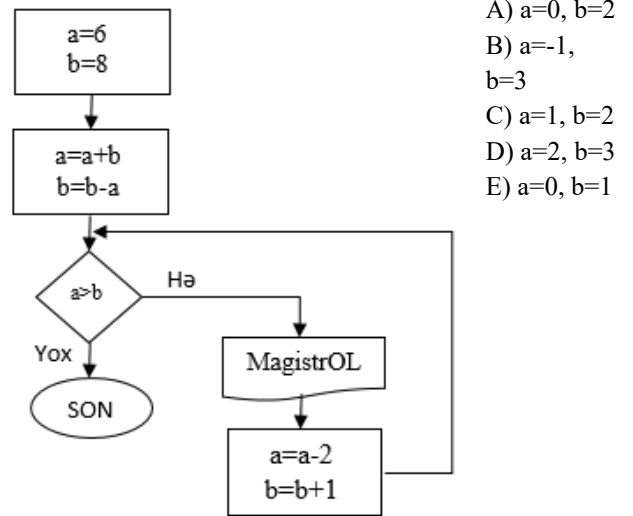 a=6
b=8
a=a+b
b=b-a
a>b
Hə
Yox
MagistrOL
SON
a=a-2
b=b+1
A) a=0, b=2
B) a=-1,
b=3
C) a=1, b=2
D) a=2, b=3
E) a=0, b=1